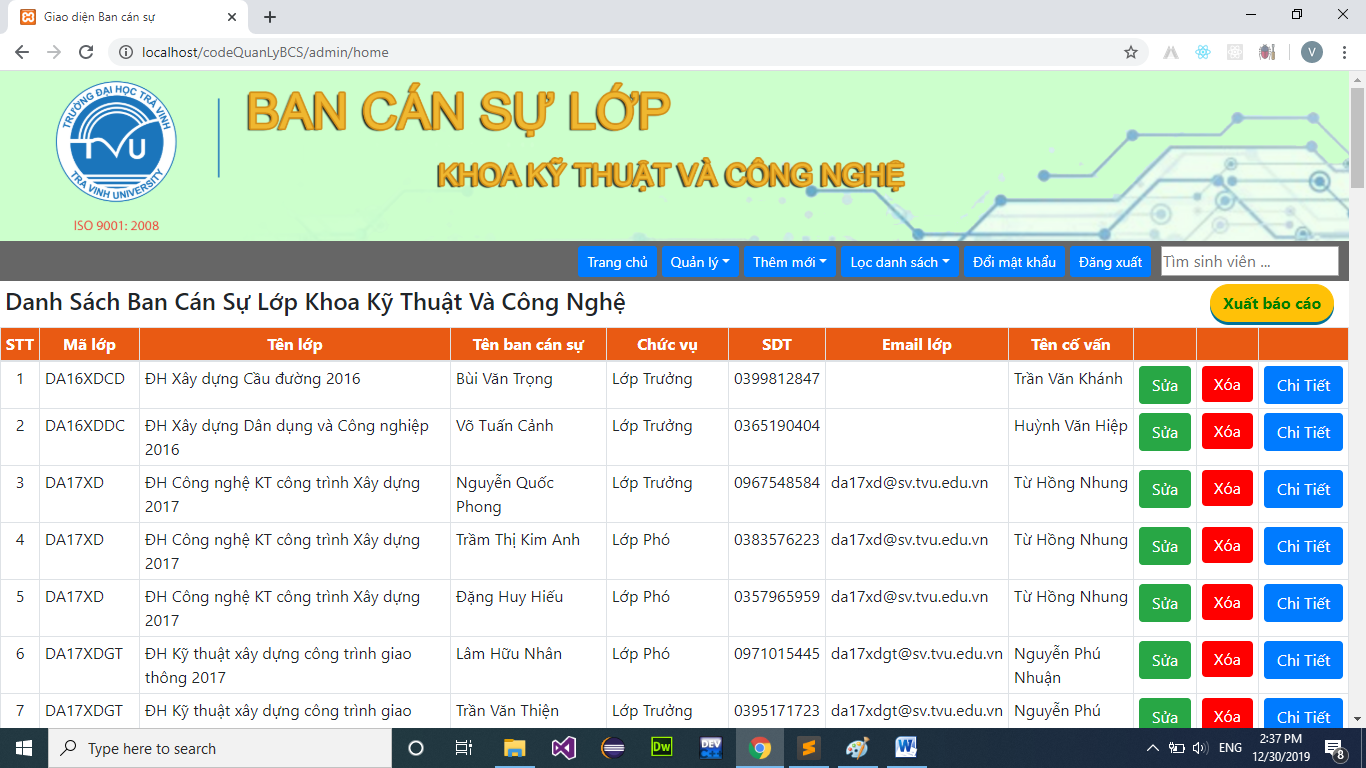 Giao diện Ban cán sự
localhost/codeQuanLyBCS/admin/home
V
TRƯỜNG ĐẠI HỌC TRÀ VINH
TVU
TRA VINH UNIVERSITY
ISO 9001: 2008
BAN CÁN SỰ LỚP
KHOA KỸ THUẬT VÀ CÔNG NGHỆ
Trang chủ Quản lý Thêm mới Lọc danh sách Đổi mật khẩu Đăng xuất Tìm sinh viên ...
Danh Sách Ban Cán Sự Lớp Khoa Kỹ Thuật Và Công Nghệ Xuất báo cáo
STT Mã lớp Tên lớp Tên ban cán sự Chức vụ SDT Email lớp Tên cố vấn
1 DA16XDCD ĐH Xây dựng Cầu đường 2016 Bùi Văn Trọng Lớp Trưởng 0399812847 Trần Văn Khánh Sửa Xóa Chi Tiết
2 DA16XDDC ĐH Xây dựng Dân dụng và Công nghiệp Võ Tuấn Cảnh Lớp Trưởng 0365190404 Huỳnh Văn Hiệp Sửa Xóa Chi Tiết
2016
3 DA17XD ĐH Công nghệ KT công trình Xây dựng Nguyễn Quốc Lớp Trưởng 0967548584 da17xd@sv.tvu.edu.vn Từ Hồng Nhung Sửa Xóa Chi Tiết
2017 Phong
4 DA17XD ĐH Công nghệ KT công trình Xây dựng Trầm Thị Kim Anh Lớp Phó 0383576223 da17xd@sv.tvu.edu.vn Từ Hồng Nhung Sửa Xóa Chi Tiết
2017
5 DA17XD ĐH Công nghệ KT công trình Xây dựng Đặng Huy Hiếu Lớp Phó 0357965959 da17xd@sv.tvu.edu.vn Từ Hồng Nhung Sửa Xóa Chi Tiết
2017
6 DA17XDGT ĐH Kỹ thuật xây dựng công trình giao Lâm Hữu Nhân Lớp Phó 0971015445 da17xdgt@sv.tvu.edu.vn Nguyễn Phú Sửa Xóa Chi Tiết
thông 2017 Nhuận
7 DA17XDGT ĐH Kỹ thuật xây dựng công trình giao Trần Văn Thiện Lớp Trưởng 0395171723 da17xdgt@sv.tvu.edu.vn Nguyễn Phú Sửa Xóa Chi Tiết
Type here to search Dw DEV C++ S W ENG 2:37 PM
12/30/2019 8